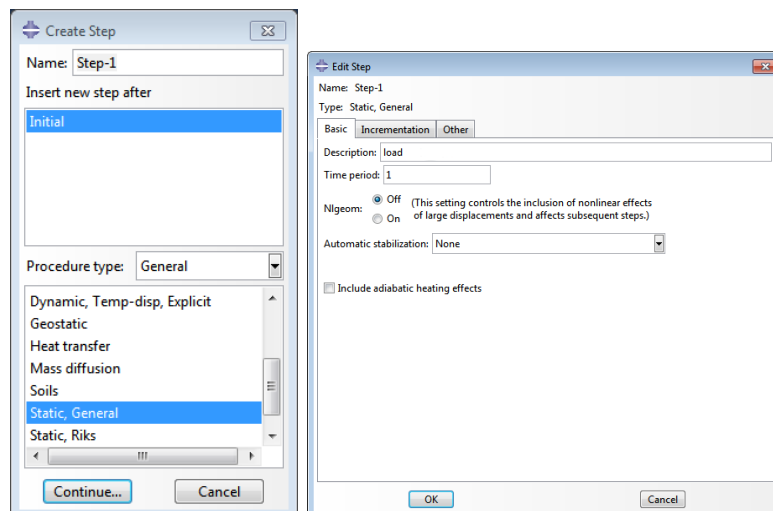 Create Step
Name: Step-1
Insert new step after
Initial
Procedure type: General
Dynamic, Temp-disp, Explicit
Geostatic
Heat transfer
Mass diffusion
Soils
Static, General
Static, Riks
Continue... Cancel
Edit Step
Name: Step-1
Type: Static, General
Basic Incrementation Other
Description: load
Time period: 1
Nlgeom: Off (This setting controls the inclusion of nonlinear effects
On of large displacements and affects subsequent steps.)
Automatic stabilization: None
Include adiabatic heating effects
OK Cancel